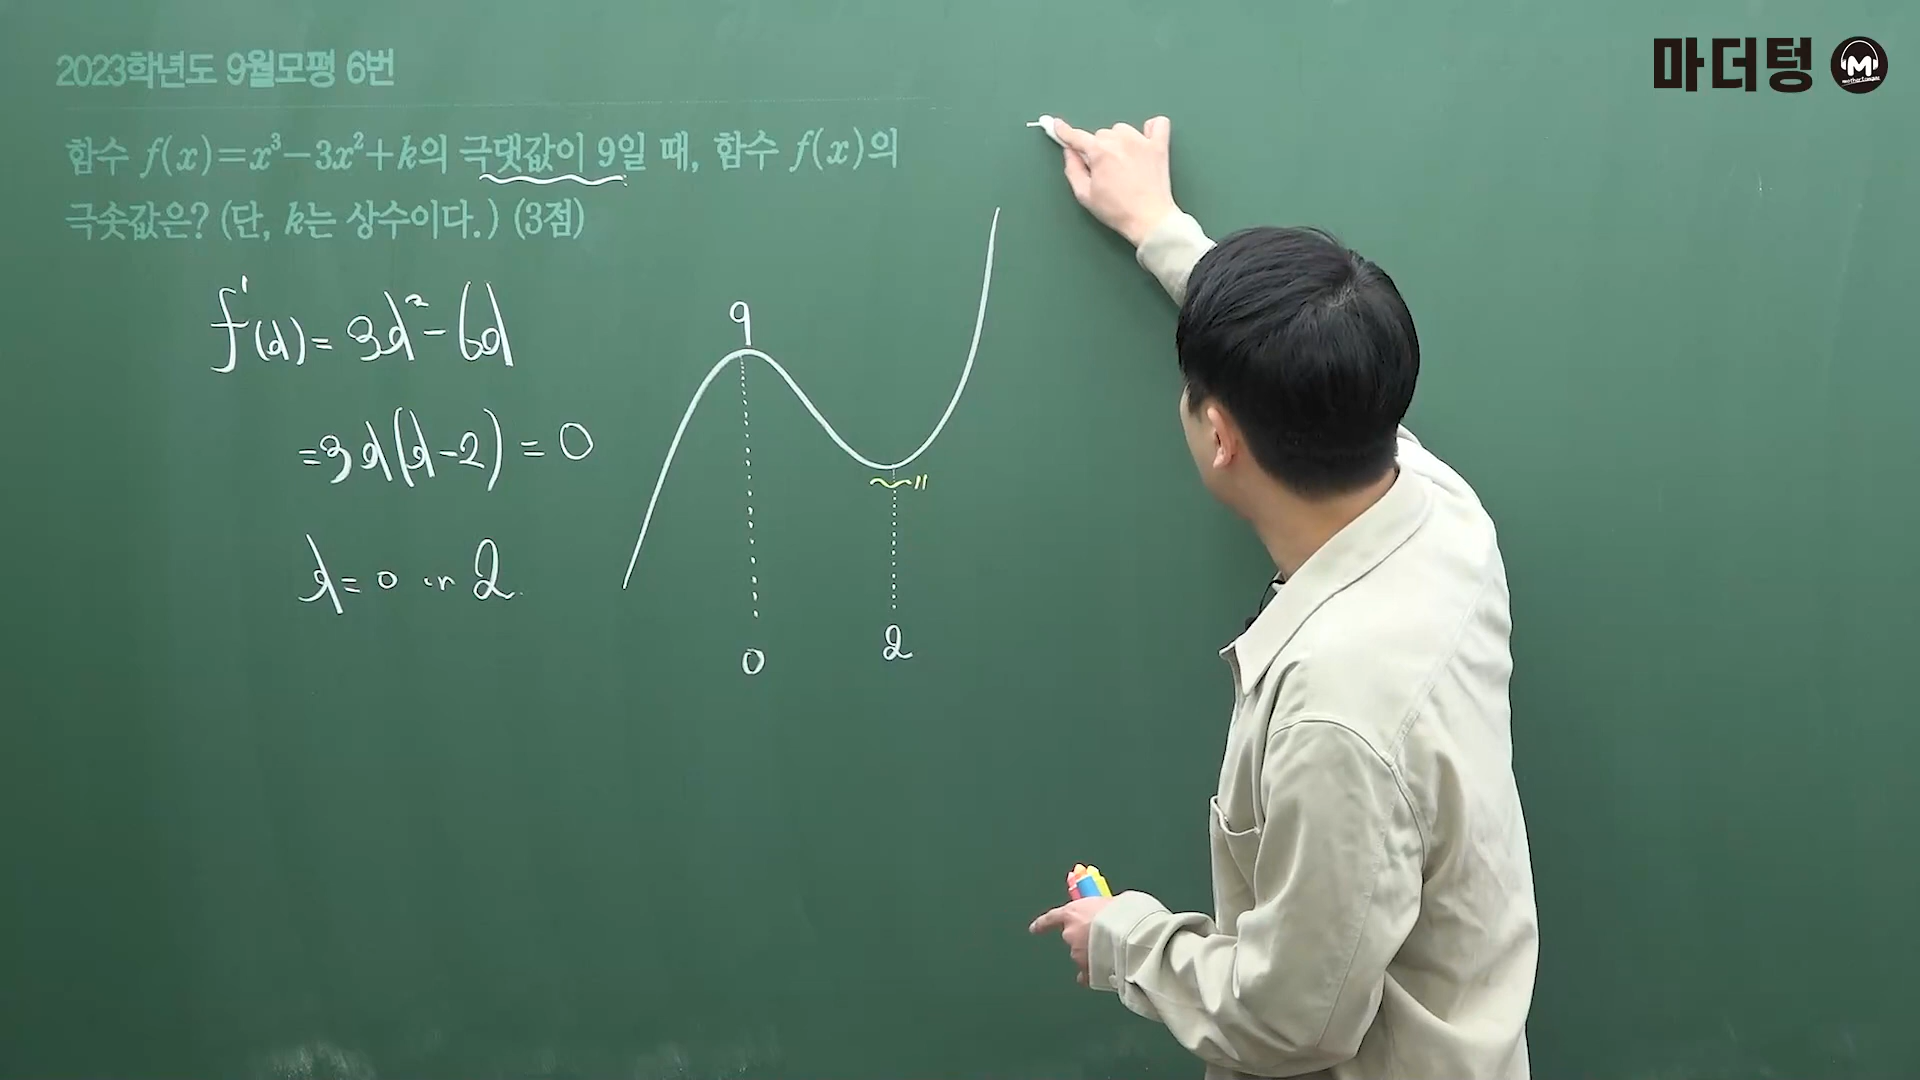 2023학년도 9월모평 6번
마더텅
M
함수 f(x)=x³-3x²+k의 극댓값이 9일 때, 함수 f(x)의
극솟값은? (단, k는 상수이다.) (3점)
f'(x) = 3x² - 6x
= 3x(x-2) = 0
x = 0 or 2.
9
0
2